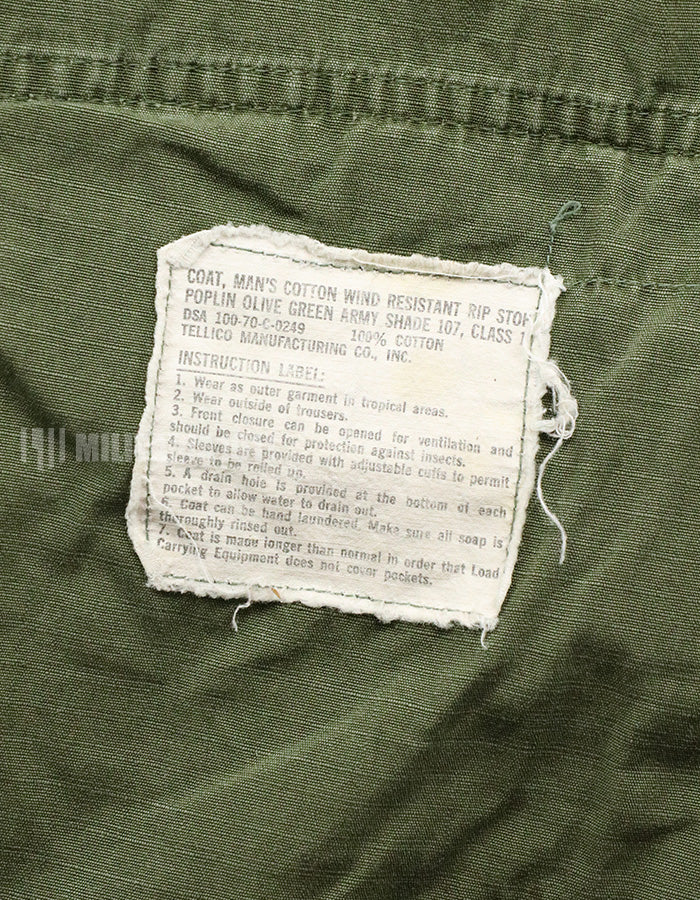 COAT, MAN'S COTTON WIND RESISTANT RIP STOP
POPLIN OLIVE GREEN ARMY SHADE 107, CLASS 1
DSA 100-70-C-0249 100% COTTON
TELLICO MANUFACTURING CO., INC.
INSTRUCTION LABEL:
1. Wear as outer garment in tropical areas.
2. Wear outside of trousers.
3. Front closure can be opened for ventilation and
should be closed for protection against insects.
4. Sleeves are provided with adjustable cuffs to permit
sleeve to be rolled up.
5. A drain hole is provided at the bottom of each
pocket to allow water to drain out.
6. Coat can be hand laundered. Make sure all soap is
thoroughly rinsed out.
7. Coat is made longer than normal in order that Load
Carrying Equipment does not cover pockets.